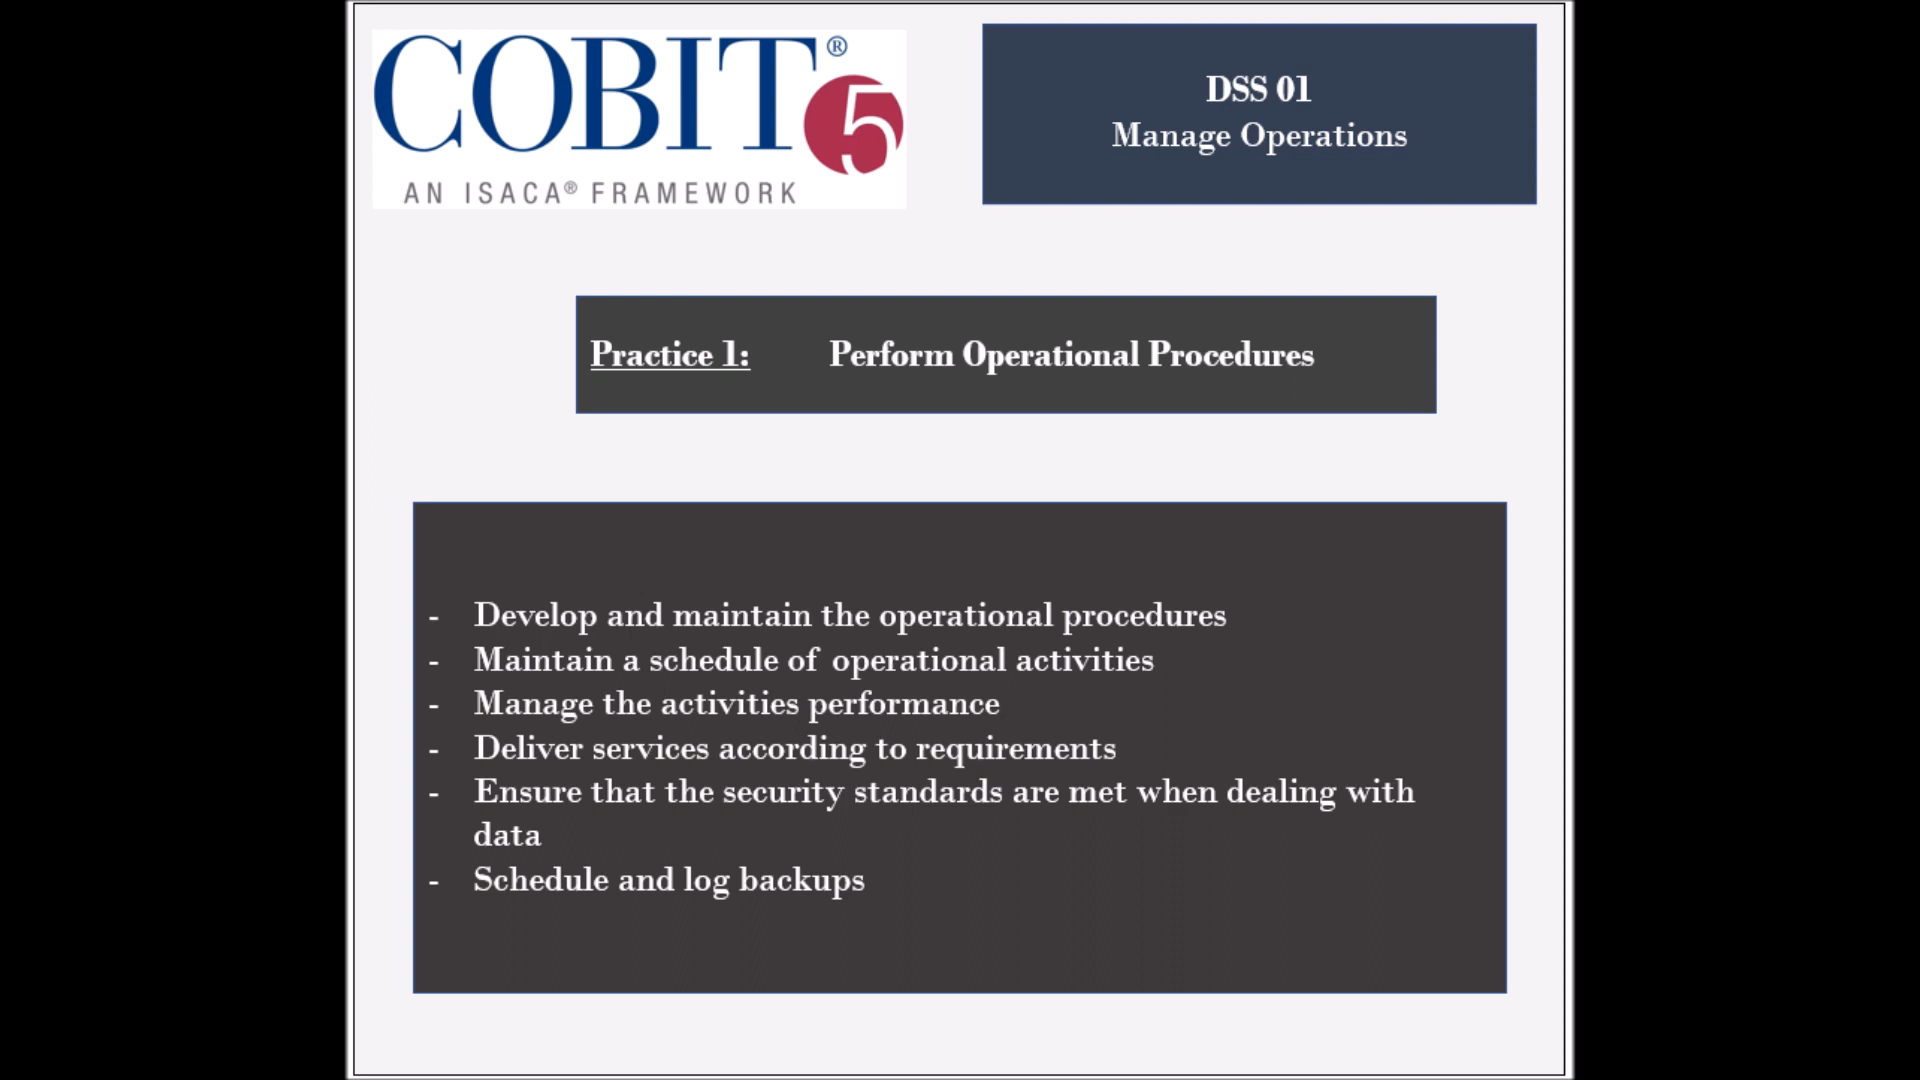 COBIT® 5
AN ISACA® FRAMEWORK
DSS 01
Manage Operations
Practice 1: Perform Operational Procedures
- Develop and maintain the operational procedures
- Maintain a schedule of operational activities
- Manage the activities performance
- Deliver services according to requirements
- Ensure that the security standards are met when dealing with
data
- Schedule and log backups